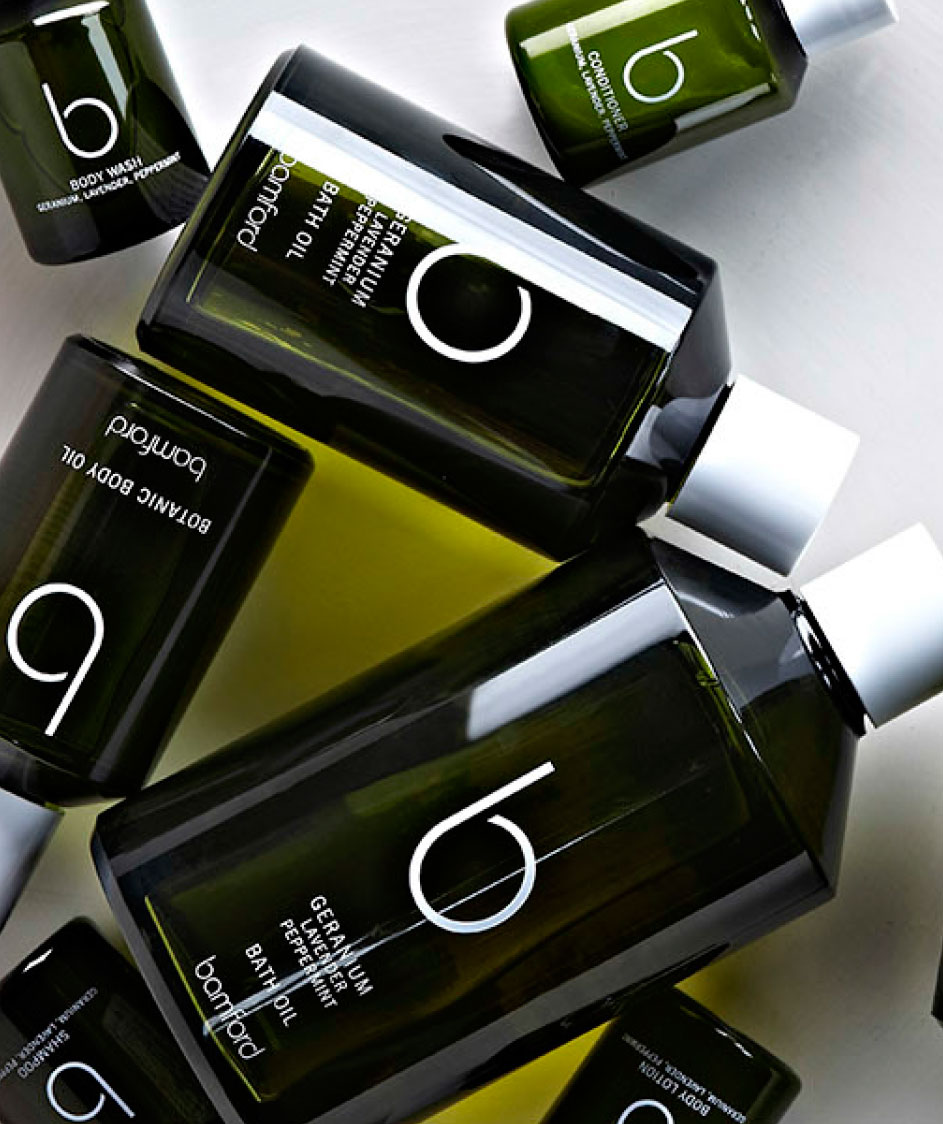 b
BODY WASH
GERANIUM, LAVENDER, PEPPERMINT
b
CONDITIONER
GERANIUM, LAVENDER, PEPPERMINT
b
GERANIUM
LAVENDER
PEPPERMINT
BATH OIL
bamford
b
BOTANIC BODY OIL
bamford
b
GERANIUM
LAVENDER
PEPPERMINT
BATH OIL
bamford
b
SHAMPOO
GERANIUM, LAVENDER,
b
BODY LOTION
GERANIUM, LAVENDER, PEPPERMINT